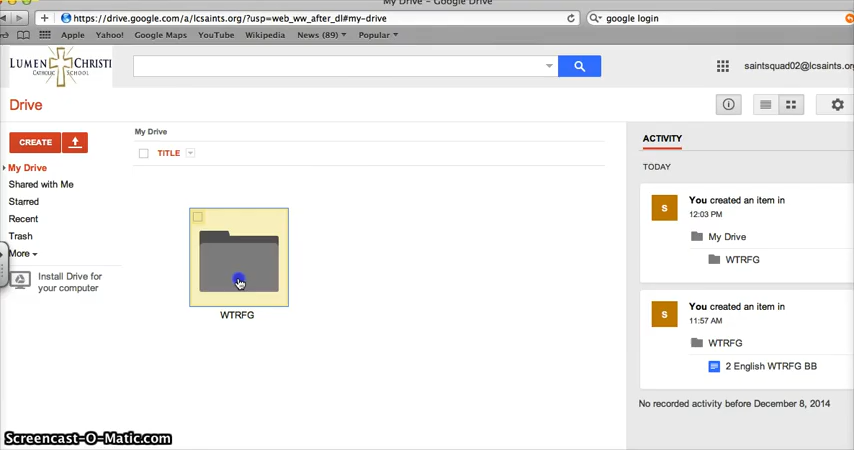 My Drive - Google Drive
https://drive.google.com/a/lcsaints.org/?usp=web_ww_after_dl#my-drive
google login
Apple Yahoo! Google Maps YouTube Wikipedia News (89) Popular
LUMEN CHRISTI
CATHOLIC SCHOOL
saintsquad02@lcsaints.org
Drive
CREATE
My Drive
Shared with Me
Starred
Recent
Trash
More
Install Drive for
your computer
My Drive
TITLE
WTRFG
ACTIVITY
TODAY
S
You created an item in
12:03 PM
My Drive
WTRFG
S
You created an item in
11:57 AM
WTRFG
2 English WTRFG BB
No recorded activity before December 8, 2014
Screencast-O-Matic.com